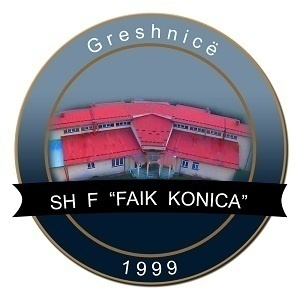 Greshnicë
SH F "FAIK KONICA"
1999